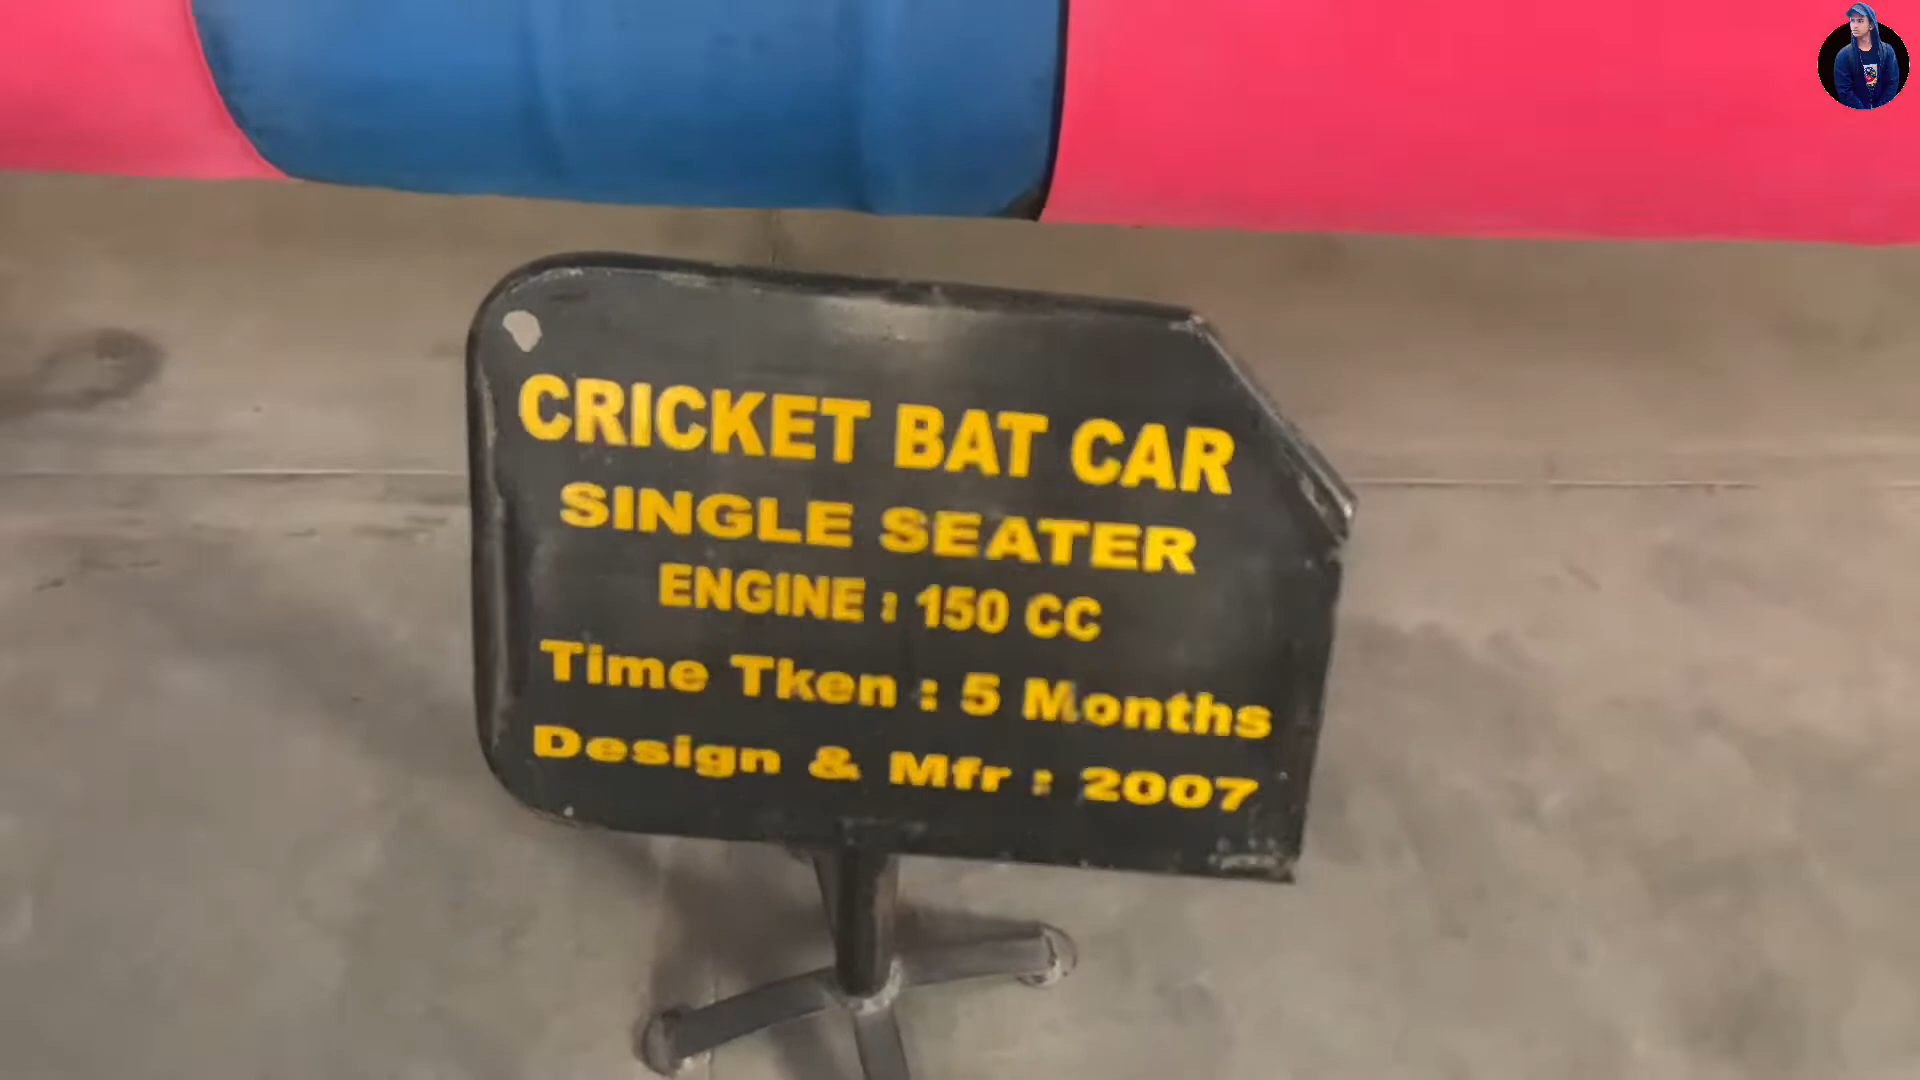 CRICKET BAT CAR
SINGLE SEATER
ENGINE : 150 CC
Time Tken : 5 Months
Design & Mfr : 2007